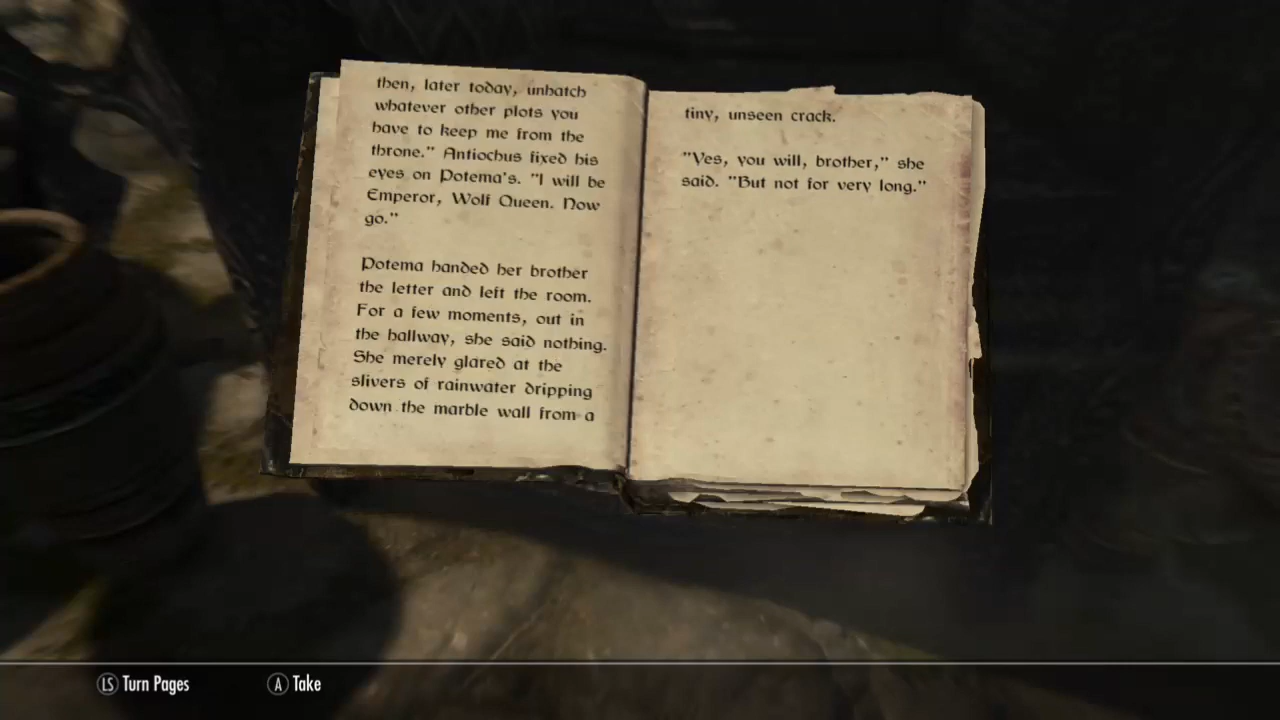 then, later today, unhatch
whatever other plots you
have to keep me from the
throne." Antiochus fixed his
eyes on Potema's. "I will be
Emperor, Wolf Queen. Now
go."
Potema handed her brother
the letter and left the room.
For a few moments, out in
the hallway, she said nothing.
She merely glared at the
slivers of rainwater dripping
down the marble wall from a
tiny, unseen crack.
"Yes, you will, brother," she
said. "But not for very long."
LS Turn Pages
A Take